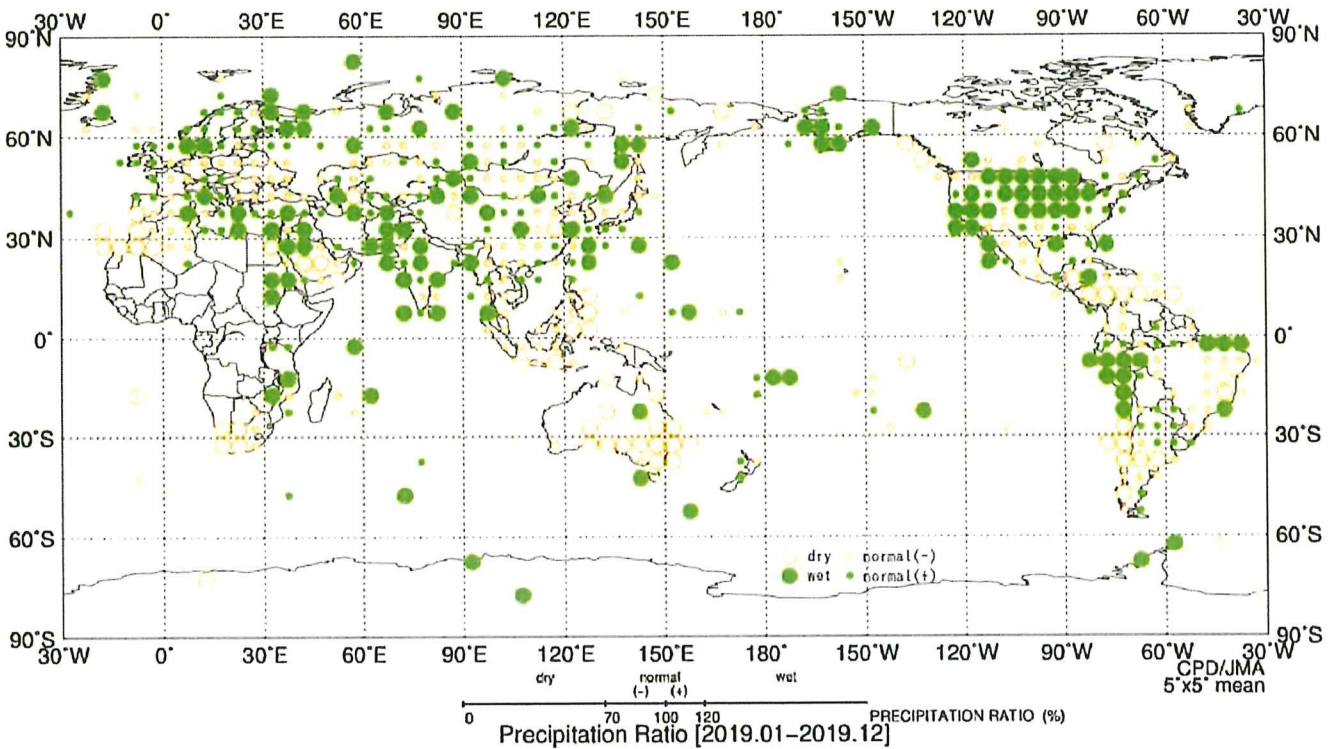 30°W 0° 30°E 60°E 90°E 120°E 150°E 180° 150°W 120°W 90°W 60°W 30°W
90°N 90°N
60°N 60°N
30°N 30°N
0° 0°
30°S 30°S
60°S 60°S
dry normal(-)
wet normal(+)
90°S 90°S
30°W 0° 30°E 60°E 90°E 120°E 150°E 180° 150°W 120°W 90°W 60°W 30°W
CPD/JMA
5°x5° mean
dry normal wet
(-) (+)
0 70 100 120 PRECIPITATION RATIO (%)
Precipitation Ratio [2019.01–2019.12]